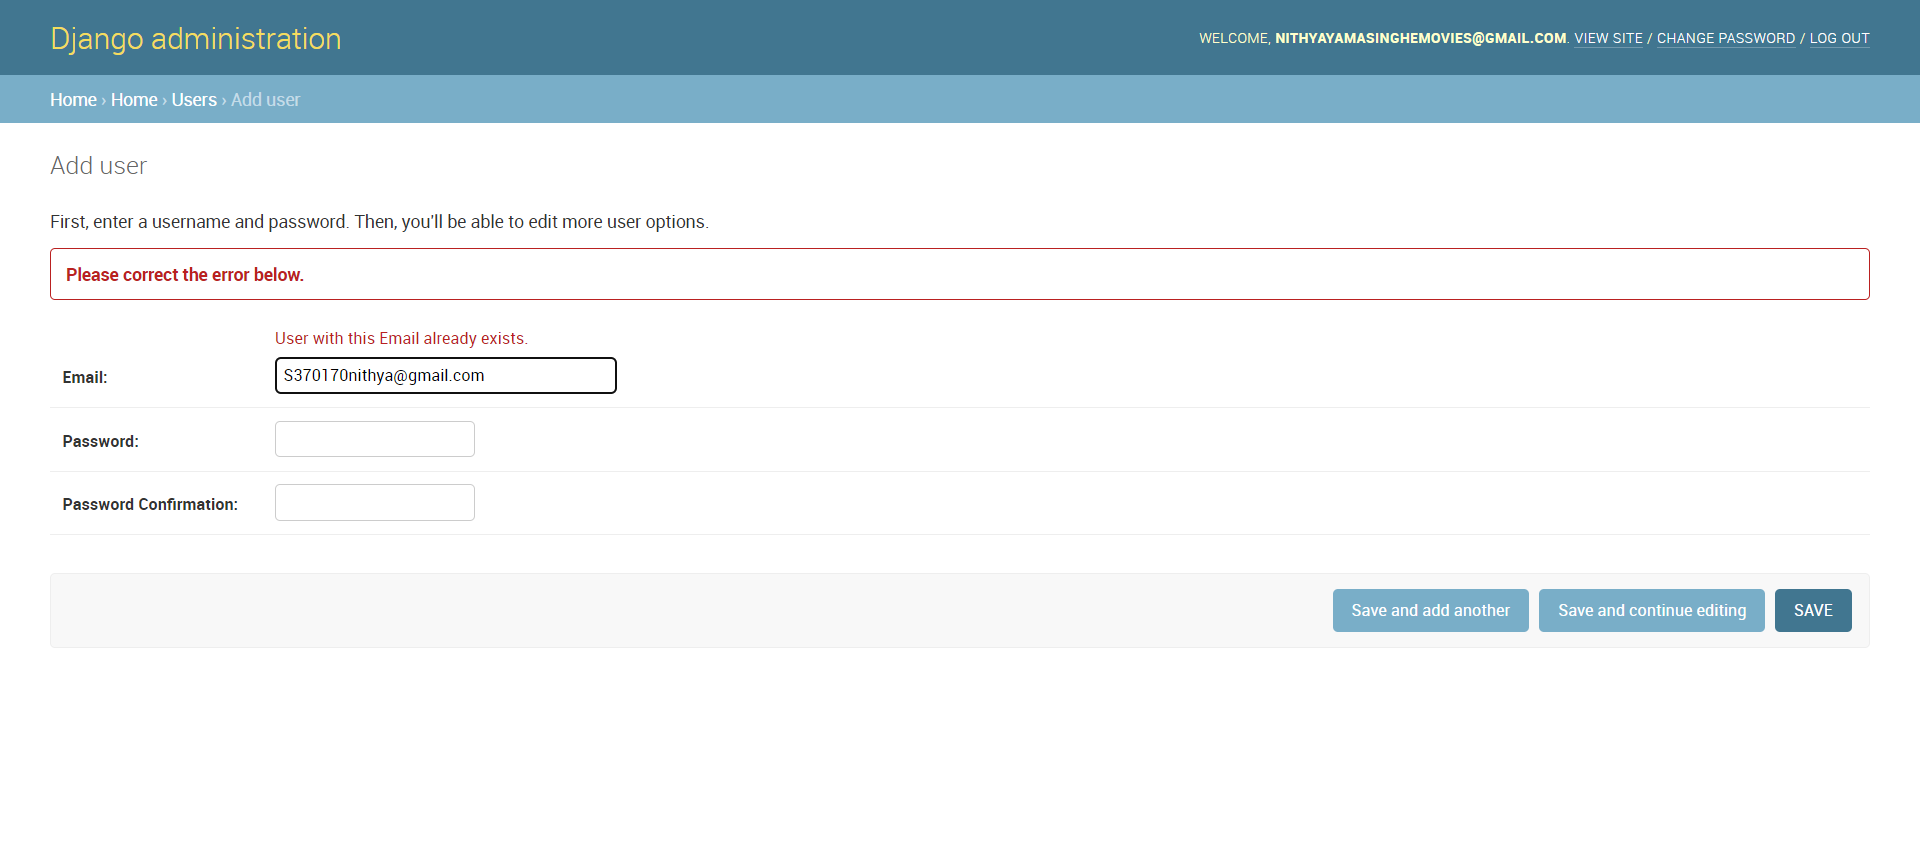 Django administration
WELCOME, NITHYAYAMASINGHEMOVIES@GMAIL.COM. VIEW SITE / CHANGE PASSWORD / LOG OUT
Home › Home › Users › Add user
Add user
First, enter a username and password. Then, you'll be able to edit more user options.
Please correct the error below.
User with this Email already exists.
Email: S370170nithya@gmail.com
Password:
Password Confirmation:
Save and add another Save and continue editing SAVE